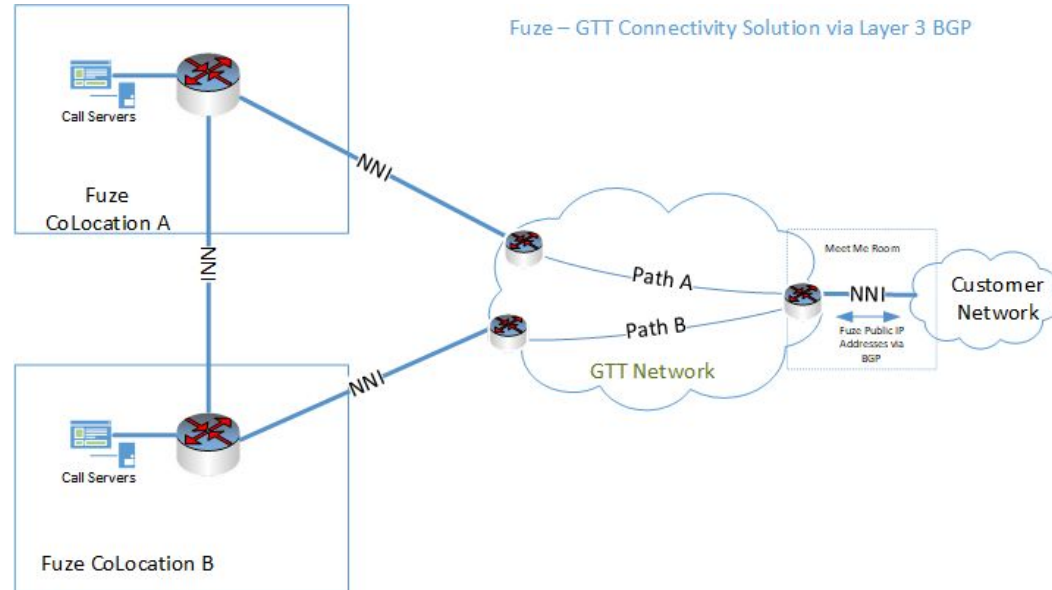 Fuze – GTT Connectivity Solution via Layer 3 BGP
Call Servers
Fuze
CoLocation A
NNI
NNI
Path A
Path B
GTT Network
Meet Me Room
NNI
Fuze Public IP
Addresses via
BGP
Customer
Network
NNI
Call Servers
Fuze CoLocation B